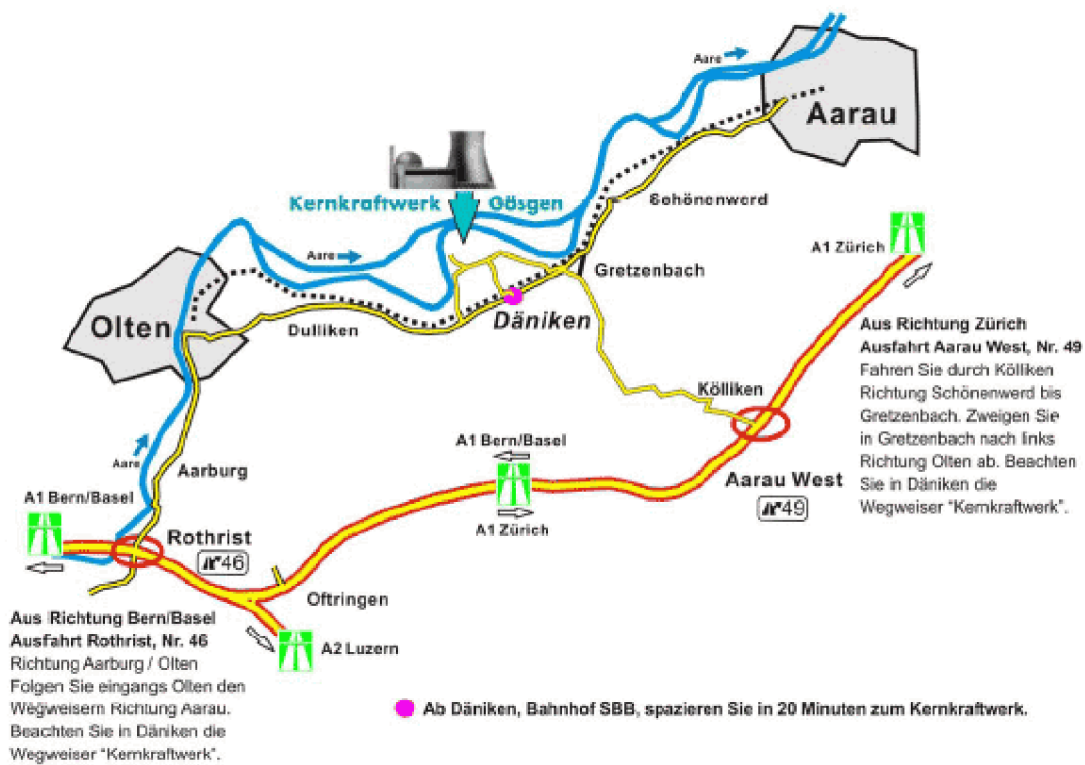 Aare
Aarau
Kernkraftwerk Gösgen
Schönenwerd
A1 Zürich
Aare
Gretzenbach
Olten
Dulliken
Däniken
Aus Richtung Zürich
Ausfahrt Aarau West, Nr. 49
Fahren Sie durch Kölliken
Richtung Schönenwerd bis
Gretzenbach. Zweigen Sie
in Gretzenbach nach links
Richtung Olten ab. Beachten
Sie in Däniken die
Wegweiser “Kernkraftwerk”.
Kölliken
A1 Bern/Basel
Aare
Aarburg
Aarau West
49
A1 Bern/Basel
A1 Zürich
Rothrist
46
Oftringen
Aus Richtung Bern/Basel
Ausfahrt Rothrist, Nr. 46
Richtung Aarburg / Olten
Folgen Sie eingangs Olten den
Wegweisern Richtung Aarau.
Beachten Sie in Däniken die
Wegweiser “Kernkraftwerk”.
A2 Luzern
Ab Däniken, Bahnhof SBB, spazieren Sie in 20 Minuten zum Kernkraftwerk.